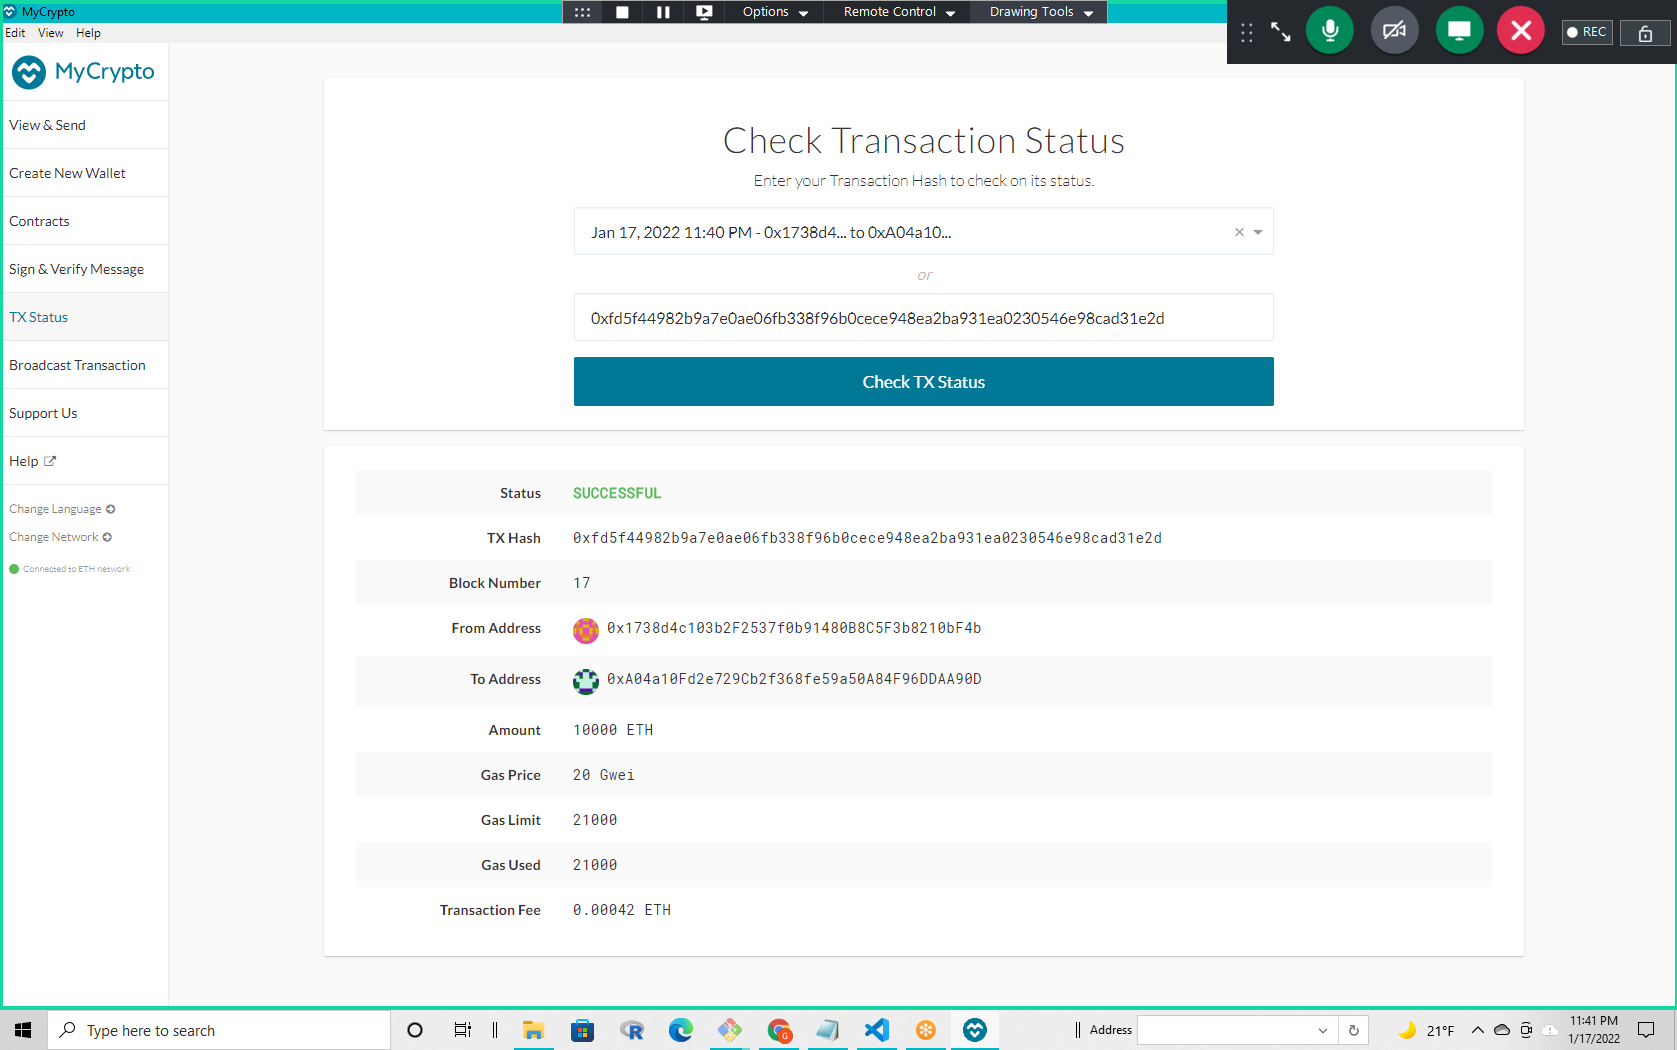 MyCrypto
Options
Remote Control
Drawing Tools
REC
Edit View Help
MyCrypto
View & Send
Create New Wallet
Contracts
Sign & Verify Message
TX Status
Broadcast Transaction
Support Us
Help
Change Language
Change Network
Connected to ETH network
Check Transaction Status
Enter your Transaction Hash to check on its status.
Jan 17, 2022 11:40 PM - 0x1738d4... to 0xA04a10...
or
0xfd5f44982b9a7e0ae06fb338f96b0cece948ea2ba931ea0230546e98cad31e2d
Check TX Status
Status SUCCESSFUL
TX Hash 0xfd5f44982b9a7e0ae06fb338f96b0cece948ea2ba931ea0230546e98cad31e2d
Block Number 17
From Address 0x1738d4c103b2F2537f0b91480B8C5F3b8210bF4b
To Address 0xA04a10Fd2e729Cb2f368fe59a50A84F96DDAA90D
Amount 10000 ETH
Gas Price 20 Gwei
Gas Limit 21000
Gas Used 21000
Transaction Fee 0.00042 ETH
Type here to search
Address
21°F
11:41 PM
1/17/2022